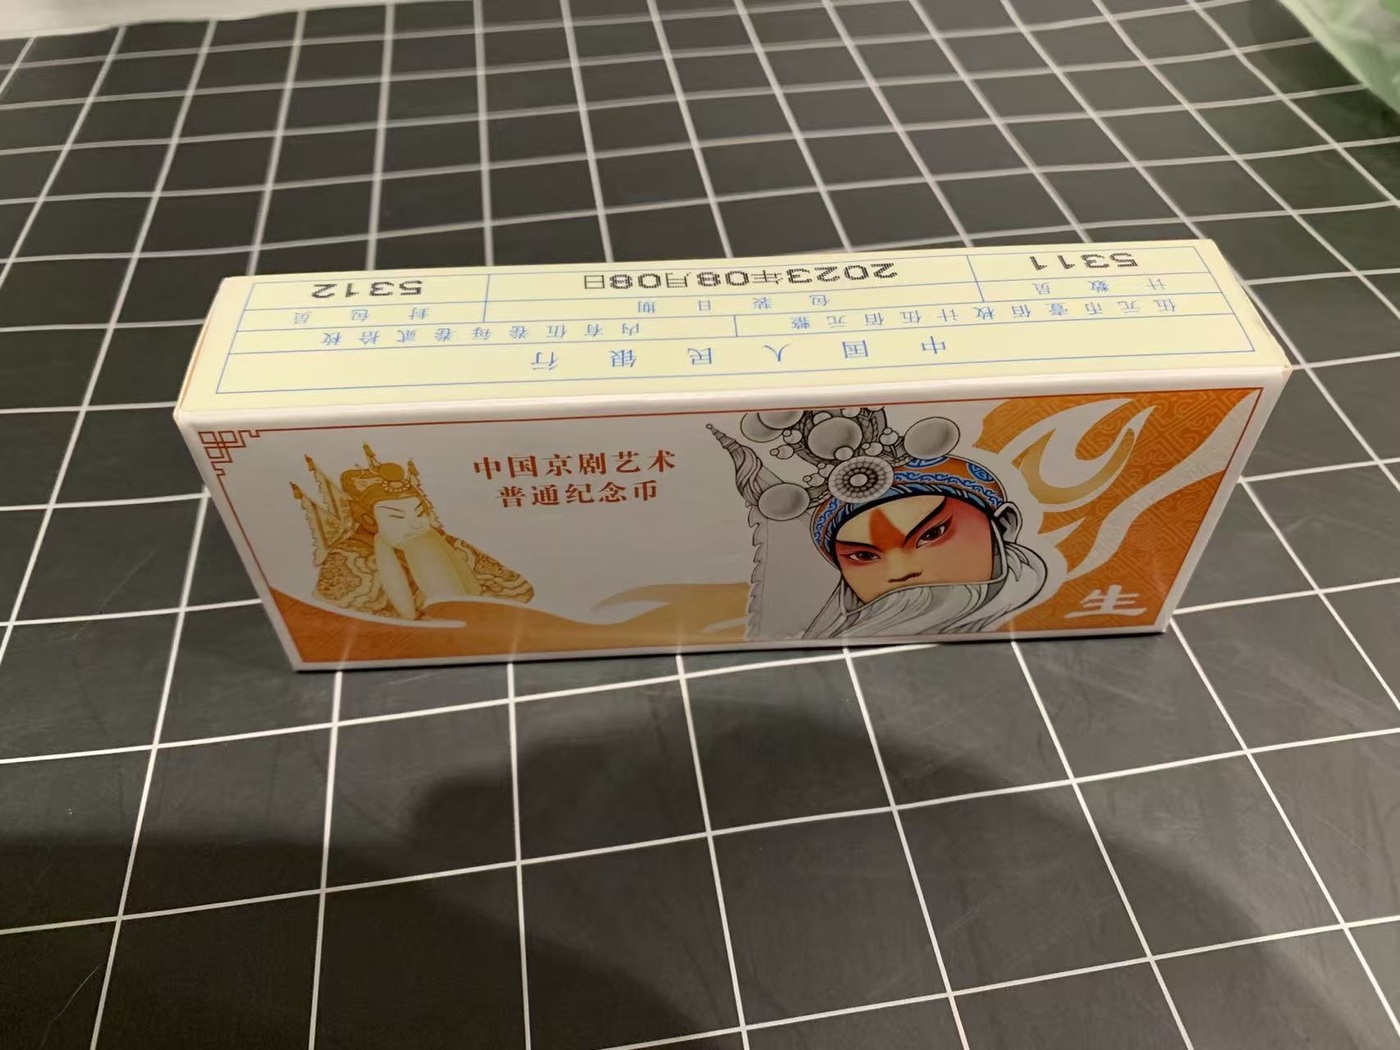 中国人民银行
伍元币壹佰枚计伍佰元整 内有伍卷每卷贰拾枚
计数员 包装日期 封包员
5311 2023年08月08日 5312
中国京剧艺术
普通纪念币
生